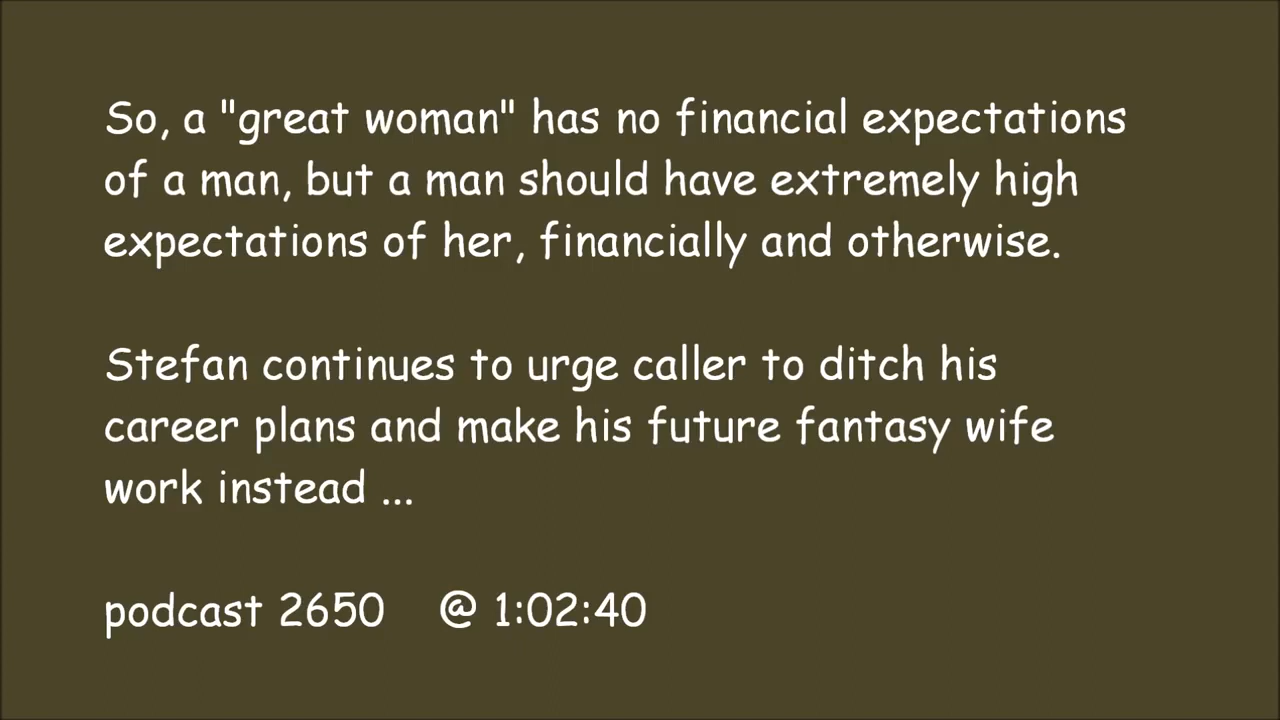 So, a "great woman" has no financial expectations
of a man, but a man should have extremely high
expectations of her, financially and otherwise.
Stefan continues to urge caller to ditch his
career plans and make his future fantasy wife
work instead ...
podcast 2650 @ 1:02:40